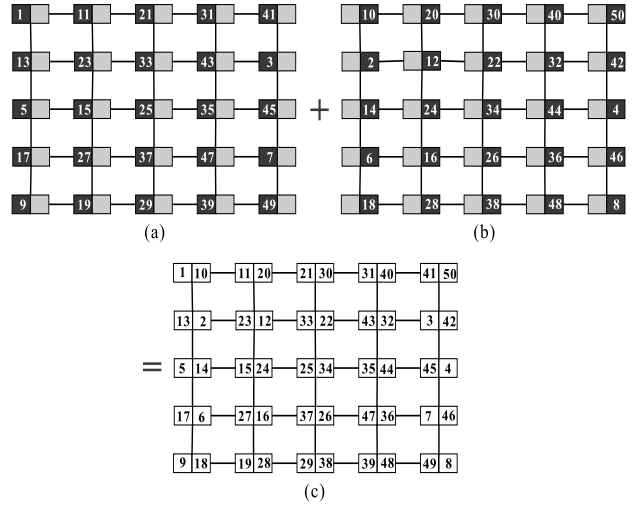 1 11 21 31 41
13 23 33 43 3
5 15 25 35 45
17 27 37 47 7
9 19 29 39 49
(a)
+
10 20 30 40 50
2 12 22 32 42
14 24 34 44 4
6 16 26 36 46
18 28 38 48 8
(b)
=
1 10 11 20 21 30 31 40 41 50
13 2 23 12 33 22 43 32 3 42
5 14 15 24 25 34 35 44 45 4
17 6 27 16 37 26 47 36 7 46
9 18 19 28 29 38 39 48 49 8
(c)